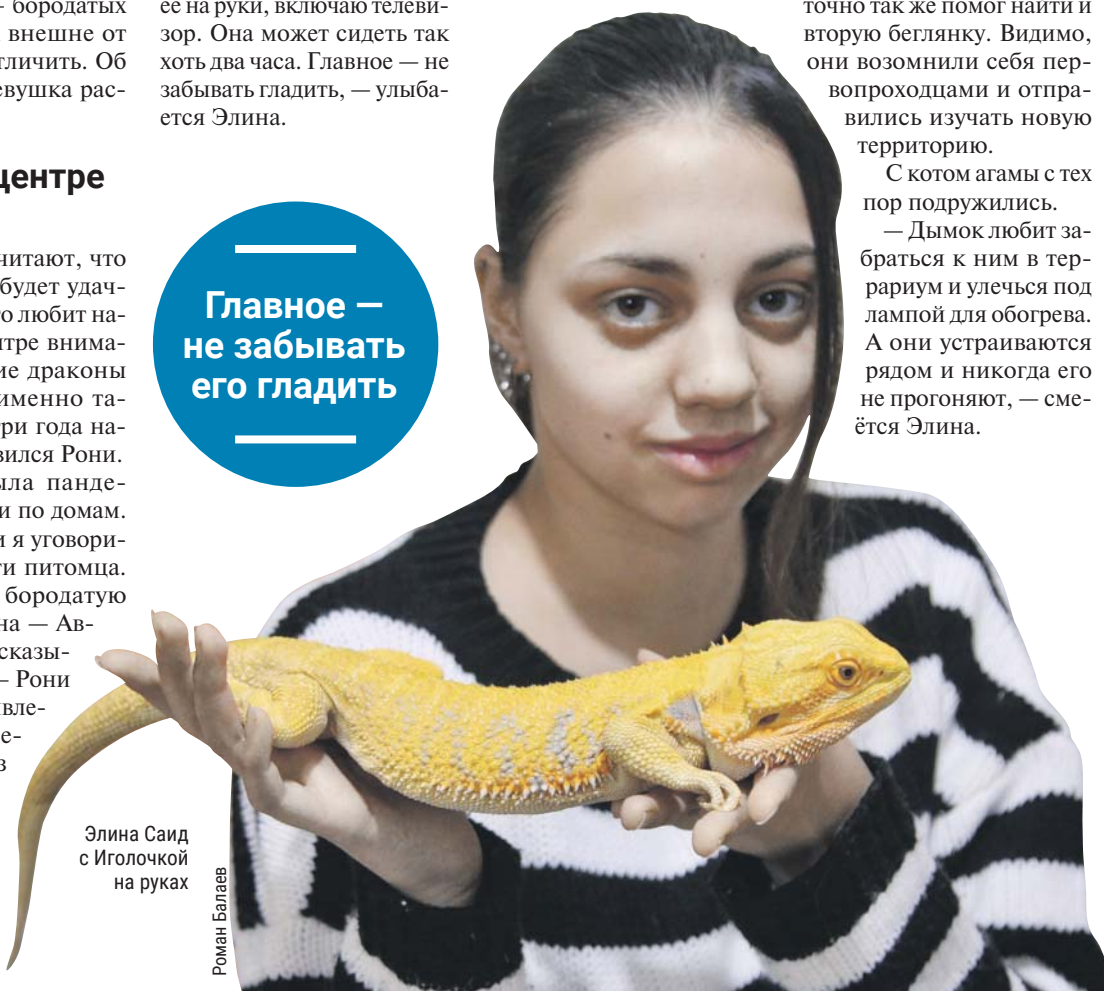 – бородатых
внешне от
тличить. Об
евушка рас-
центре
читают, что
будет удач-
то любит на-
нтре внима-
ие драконы
именно та-
три года на-
вился Рони.
ыла панде-
и по домам.
и я уговори-
ти питомца.
бородатую
на — Ав-
сказы-
– Рони
вле-
е-
в
ее на руки, включаю телеви-
зор. Она может сидеть так
хоть два часа. Главное — не
забывать гладить, — улыба-
ется Элина.
Главное —
не забывать
его гладить
точно так же помог найти и
вторую беглянку. Видимо,
они возомнили себя пер-
вопроходцами и отпра-
вились изучать новую
территорию.
С котом агамы с тех
пор подружились.
— Дымок любит за-
браться к ним в тер-
рариум и улечься под
лампой для обогрева.
А они устраиваются
рядом и никогда его
не прогоняют, — сме-
ётся Элина.
Элина Саид
с Иголочкой
на руках
Роман Балаев